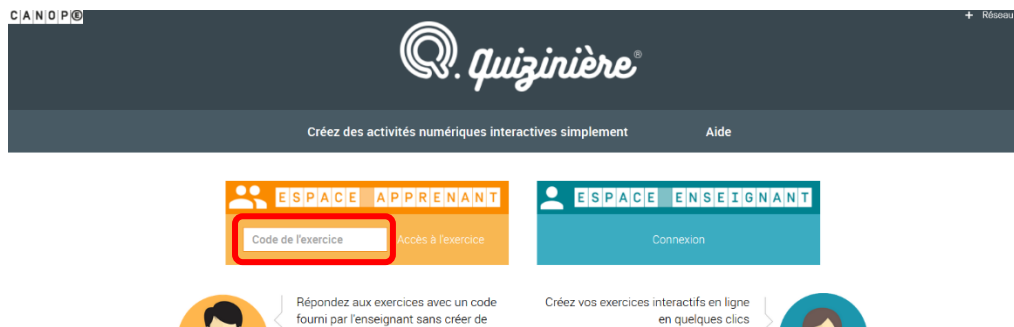 CANOPÉ
+ Réseau
Quizinière®
Créez des activités numériques interactives simplement Aide
ESPACE APPRENANT
Code de l'exercice Accès à l'exercice
ESPACE ENSEIGNANT
Connexion
Répondez aux exercices avec un code
fourni par l'enseignant sans créer de
Créez vos exercices interactifs en ligne
en quelques clics